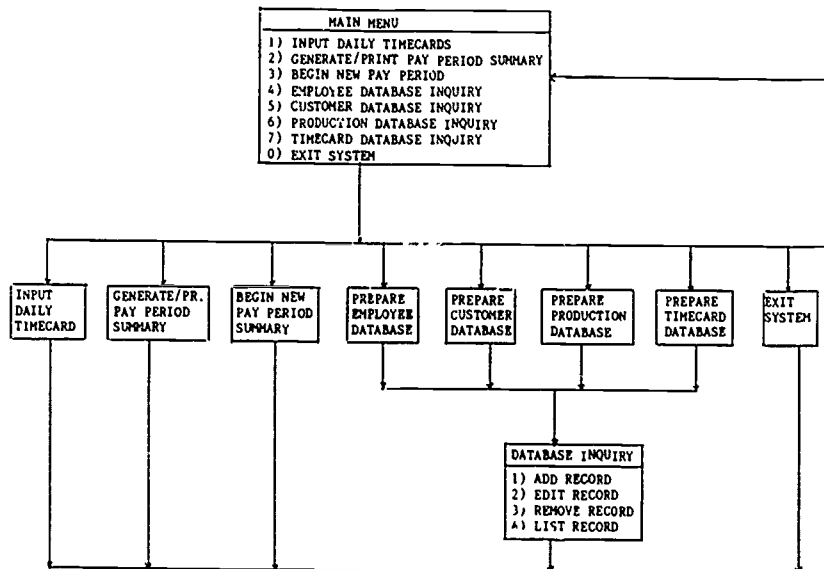 MAIN MENU
1) INPUT DAILY TIMECARDS
2) GENERATE/PRINT PAY PERIOD SUMMARY
3) BEGIN NEW PAY PERIOD
4) EMPLOYEE DATABASE INQUIRY
5) CUSTOMER DATABASE INQUIRY
6) PRODUCTION DATABASE INQUIRY
7) TIMECARD DATABASE INQUIRY
0) EXIT SYSTEM
INPUT
DAILY
TIMECARD
GENERATE/PR.
PAY PERIOD
SUMMARY
BEGIN NEW
PAY PERIOD
SUMMARY
PREPARE
EMPLOYEE
DATABASE
PREPARE
CUSTOMER
DATABASE
PREPARE
PRODUCTION
DATABASE
PREPARE
TIMECARD
DATABASE
EXIT
SYSTEM
DATABASE INQUIRY
1) ADD RECORD
2) EDIT RECORD
3) REMOVE RECORD
4) LIST RECORD